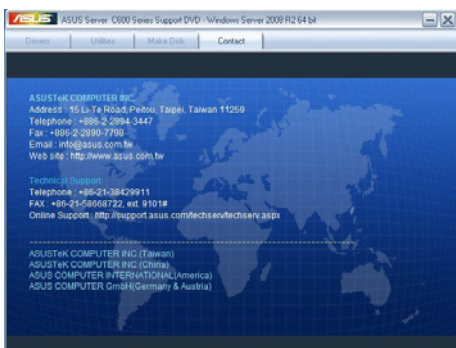 ASUS ASUS Server C600 Series Support DVD - Windows Server 2008 R2 64 bit
Drivers Utilities Make Disk Contact
ASUSTeK COMPUTER INC.
Address : 15 Li-Te Road, Peitou, Taipei, Taiwan 11259
Telephone : +886-2-2894-3447
Fax : +886-2-2890-7798
Email : info@asus.com.tw
Web site : http://www.asus.com.tw
Technical Support
Telephone : +86-21-38429911
FAX : +86-21-58668722, ext. 9101#
Online Support : http://support.asus.com/techserv/techserv.aspx
ASUSTeK COMPUTER INC.(Taiwan)
ASUSTeK COMPUTER INC.(China)
ASUS COMPUTER INTERNATIONAL(America)
ASUS COMPUTER GmbH(Germany & Austria)